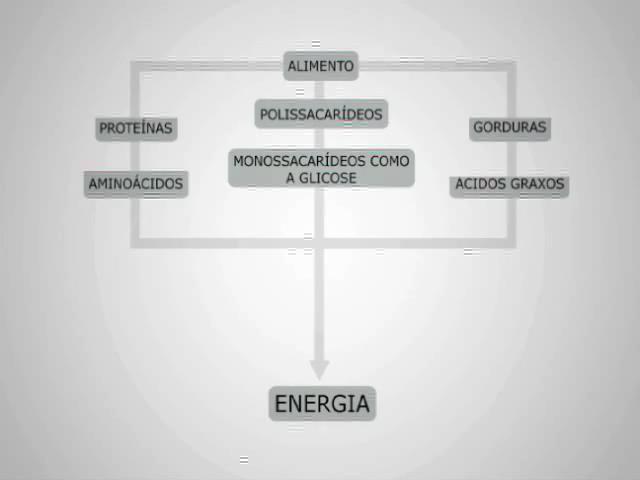 ALIMENTO
PROTEÍNAS
POLISSACARÍDEOS
GORDURAS
AMINOÁCIDOS
MONOSSACARÍDEOS COMO
A GLICOSE
ACIDOS GRAXOS
ENERGIA